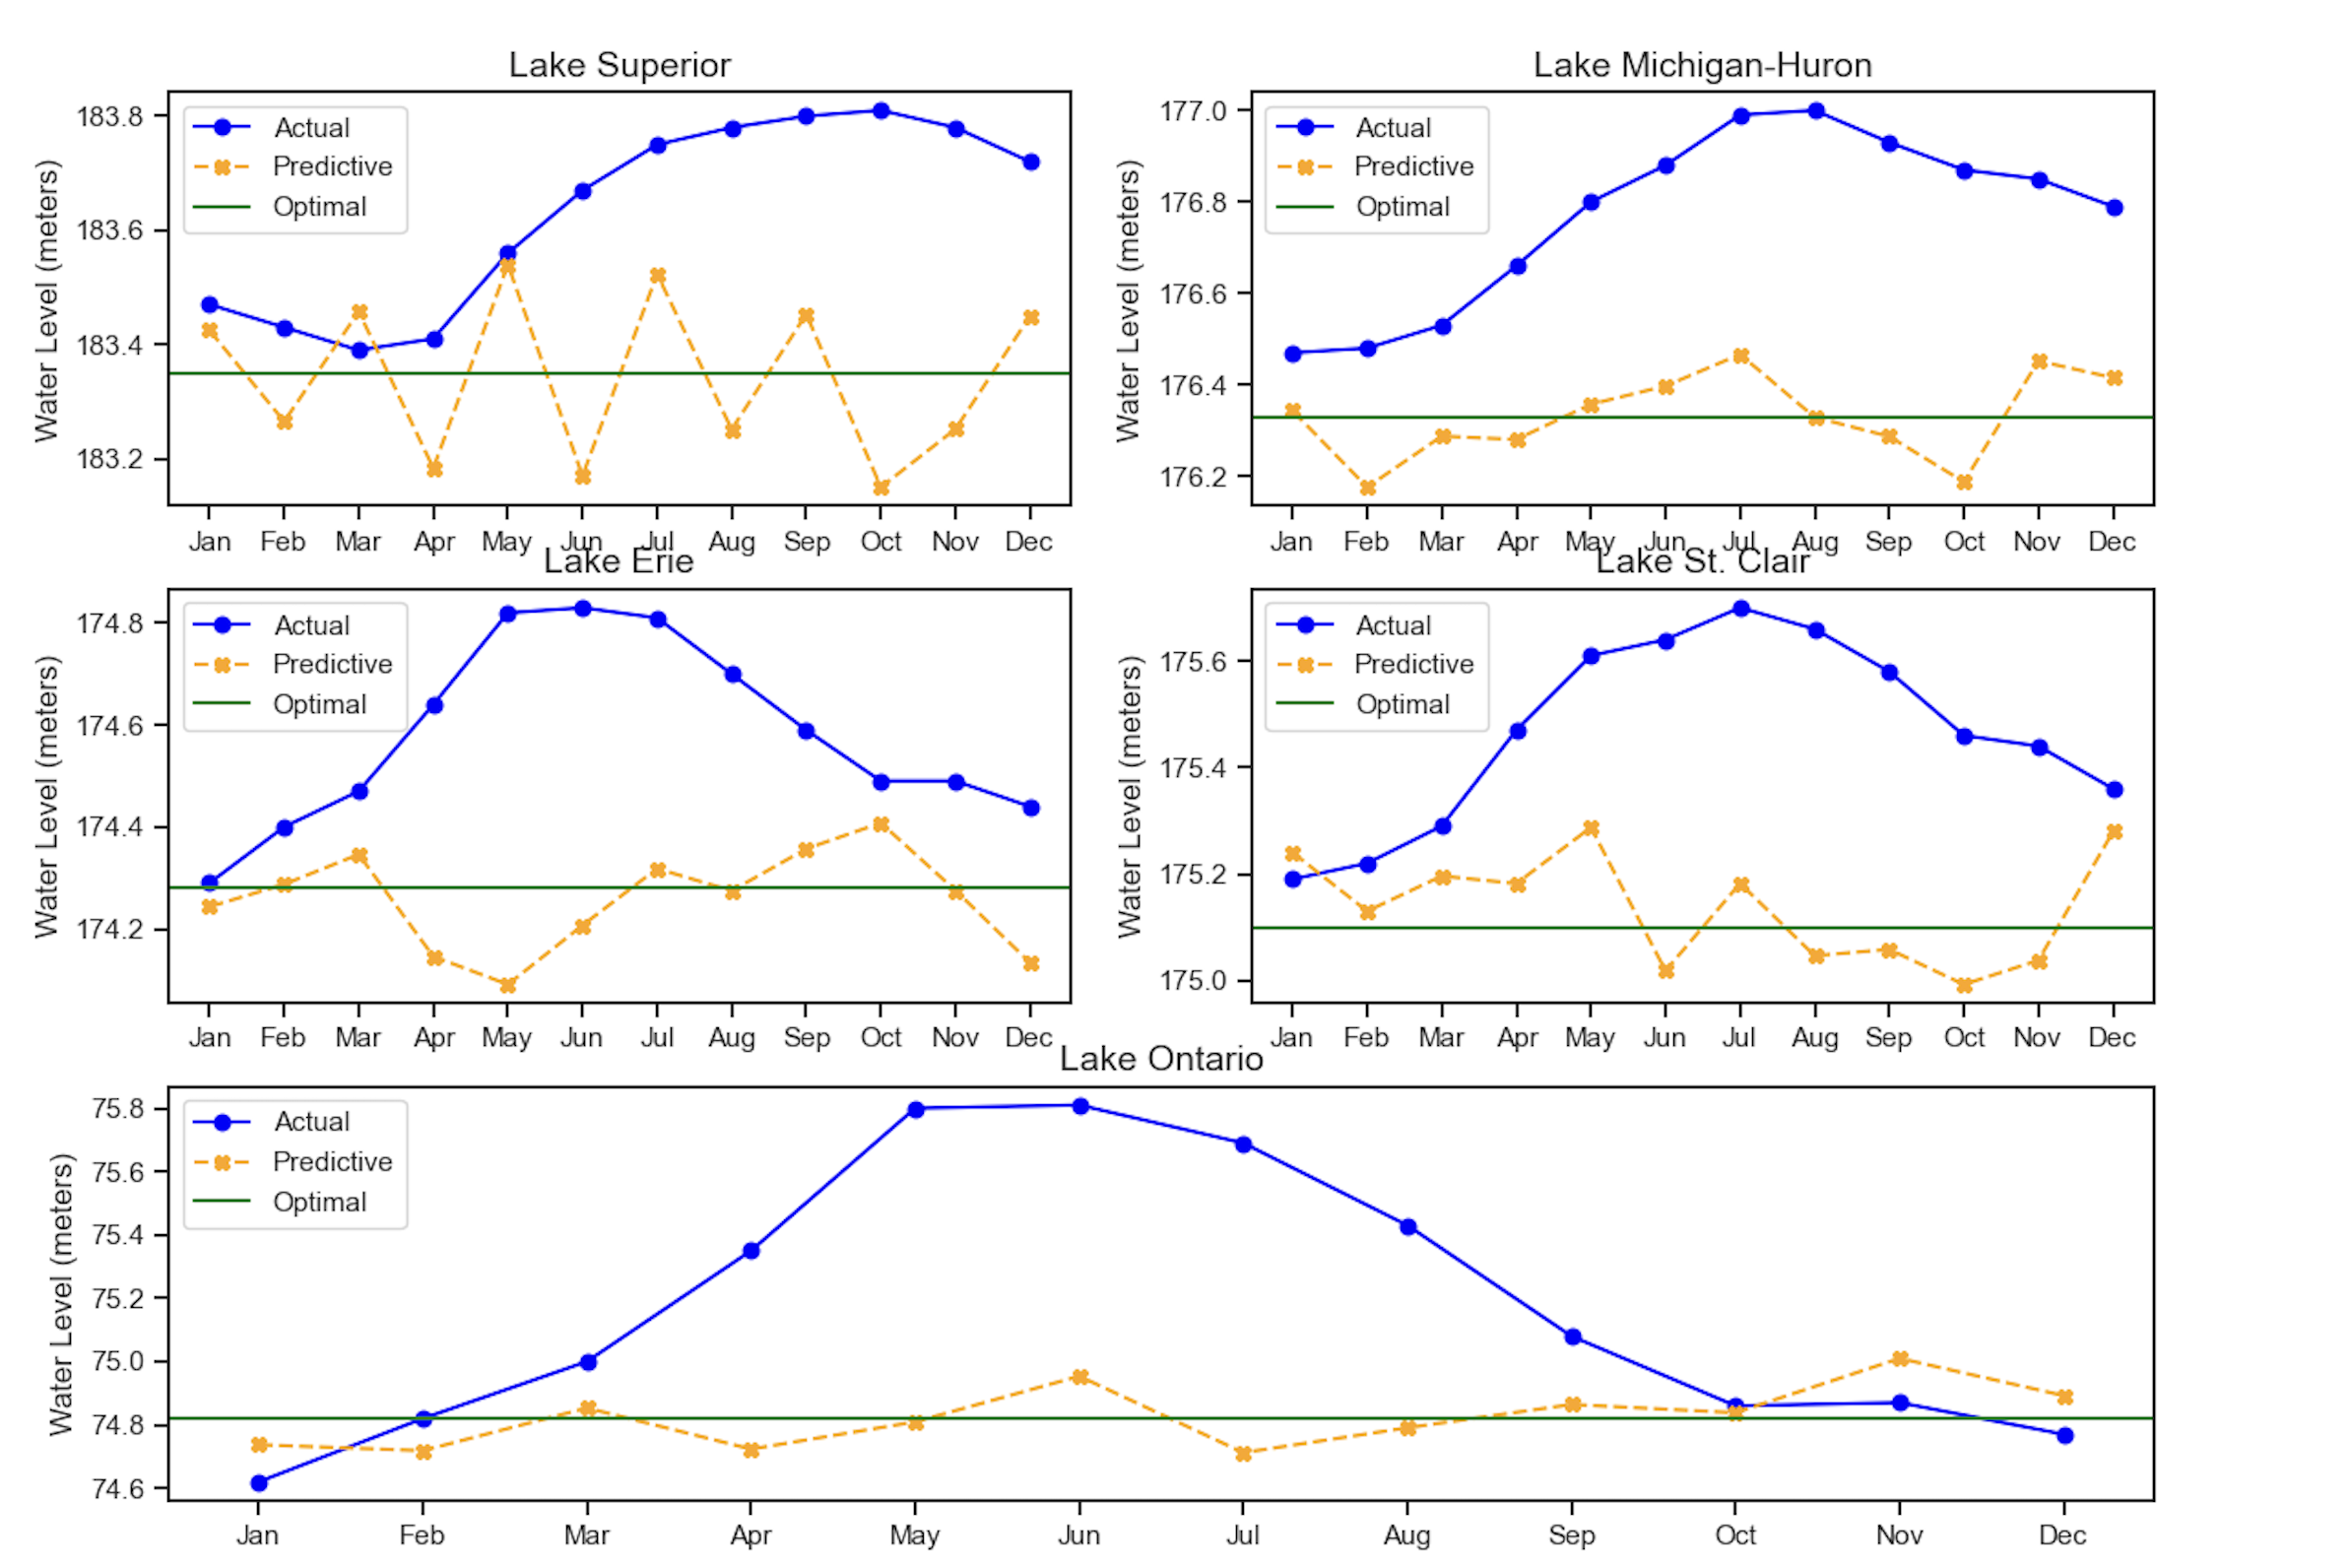 Lake Superior
Water Level (meters)
183.8
183.6
183.4
183.2
Actual
Predictive
Optimal
Jan Feb Mar Apr May Jun Jul Aug Sep Oct Nov Dec
Lake Michigan-Huron
Water Level (meters)
177.0
176.8
176.6
176.4
176.2
Actual
Predictive
Optimal
Jan Feb Mar Apr May Jun Jul Aug Sep Oct Nov Dec
Lake Erie
Water Level (meters)
174.8
174.6
174.4
174.2
Actual
Predictive
Optimal
Jan Feb Mar Apr May Jun Jul Aug Sep Oct Nov Dec
Lake St. Clair
Water Level (meters)
175.6
175.4
175.2
175.0
Actual
Predictive
Optimal
Jan Feb Mar Apr May Jun Jul Aug Sep Oct Nov Dec
Lake Ontario
Water Level (meters)
75.8
75.6
75.4
75.2
75.0
74.8
74.6
Actual
Predictive
Optimal
Jan Feb Mar Apr May Jun Jul Aug Sep Oct Nov Dec